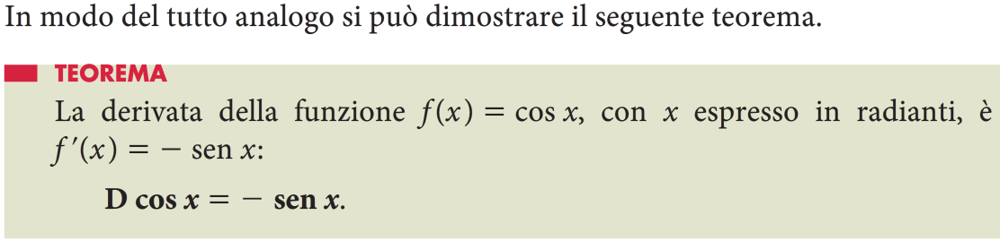 In modo del tutto analogo si può dimostrare il seguente teorema.
TEOREMA
La derivata della funzione f(x) = cos x, con x espresso in radianti, è
f′(x) = − sen x:
D cos x = − sen x.